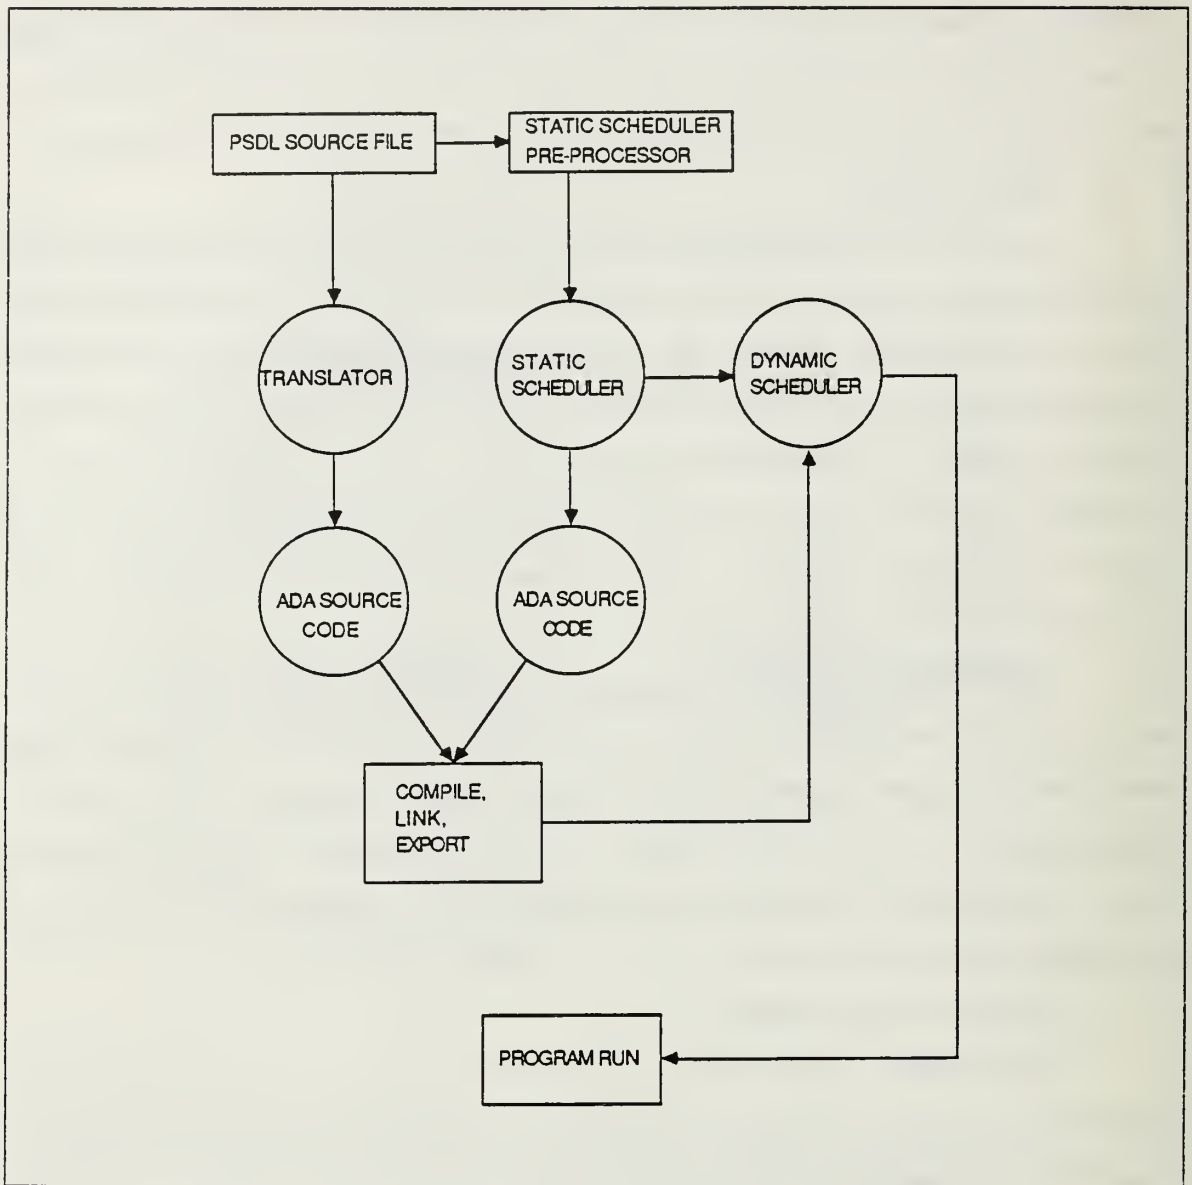 PSDL SOURCE FILE
STATIC SCHEDULER
PRE-PROCESSOR
TRANSLATOR
STATIC
SCHEDULER
DYNAMIC
SCHEDULER
ADA SOURCE
CODE
ADA SOURCE
CODE
COMPILE,
LINK,
EXPORT
PROGRAM RUN